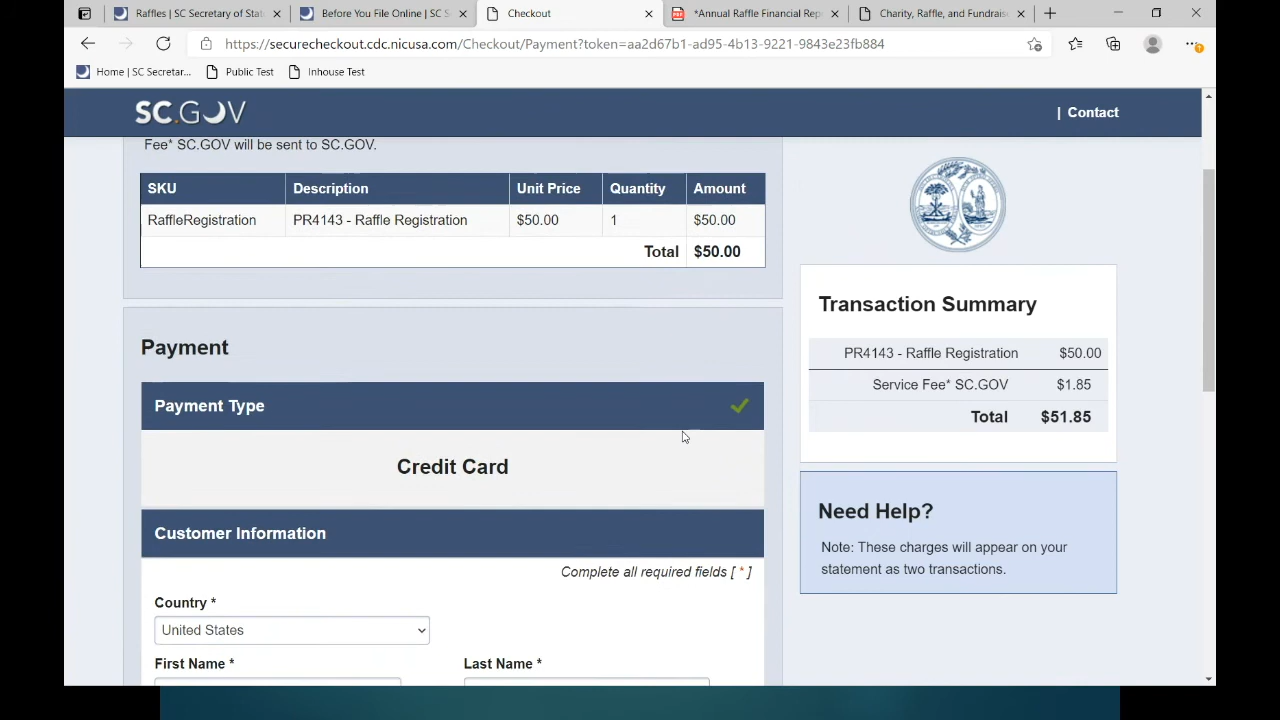 Raffles | SC Secretary of Stat
Before You File Online | SC S
Checkout
*Annual Raffle Financial Rep
Charity, Raffle, and Fundrais
https://securecheckout.cdc.nicusa.com/Checkout/Payment?token=aa2d67b1-ad95-4b13-9221-9843e23fb884
Home | SC Secretar...
Public Test
Inhouse Test
SC.GOV
| Contact
Fee* SC.GOV will be sent to SC.GOV.
SKU Description Unit Price Quantity Amount
RaffleRegistration PR4143 - Raffle Registration $50.00 1 $50.00
Total $50.00
Payment
Payment Type
Credit Card
Customer Information
Complete all required fields [ * ]
Country *
United States
First Name * Last Name *
Transaction Summary
PR4143 - Raffle Registration $50.00
Service Fee* SC.GOV $1.85
Total $51.85
Need Help?
Note: These charges will appear on your
statement as two transactions.